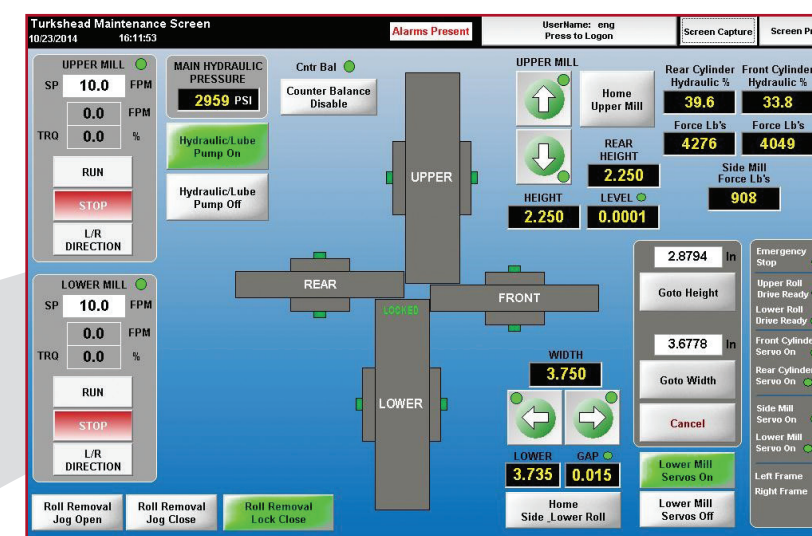 Turkshead Maintenance Screen
10/23/2014 16:11:53
Alarms Present
UserName: eng
Press to Logon
Screen Capture
Screen Pr
UPPER MILL
SP 10.0 FPM
0.0 FPM
TRQ 0.0 %
RUN
STOP
L/R
DIRECTION
MAIN HYDRAULIC
PRESSURE
2959 PSI
Hydraulic/Lube
Pump On
Hydraulic/Lube
Pump Off
Cntr Bal
Counter Balance
Disable
UPPER
REAR
FRONT
LOCKED
LOWER
UPPER MILL
Home
Upper Mill
REAR
HEIGHT
2.250
HEIGHT
2.250
LEVEL
0.0001
Rear Cylinder
Hydraulic %
39.6
Force Lb's
4276
Front Cylinder
Hydraulic %
33.8
Force Lb's
4049
Side Mill
Force Lb's
908
LOWER MILL
SP 10.0 FPM
0.0 FPM
TRQ 0.0 %
RUN
STOP
L/R
DIRECTION
WIDTH
3.750
LOWER
3.735
GAP
0.015
Home
Side _Lower Roll
2.8794 In
Goto Height
3.6778 In
Goto Width
Cancel
Lower Mill
Servos On
Lower Mill
Servos Off
Emergency
Stop
Upper Roll
Drive Ready
Lower Roll
Drive Ready
Front Cylinde
Servo On
Rear Cylinder
Servo On
Side Mill
Servo On
Lower Mill
Servo On
Left Frame
Right Frame
Roll Removal
Jog Open
Roll Removal
Jog Close
Roll Removal
Lock Close